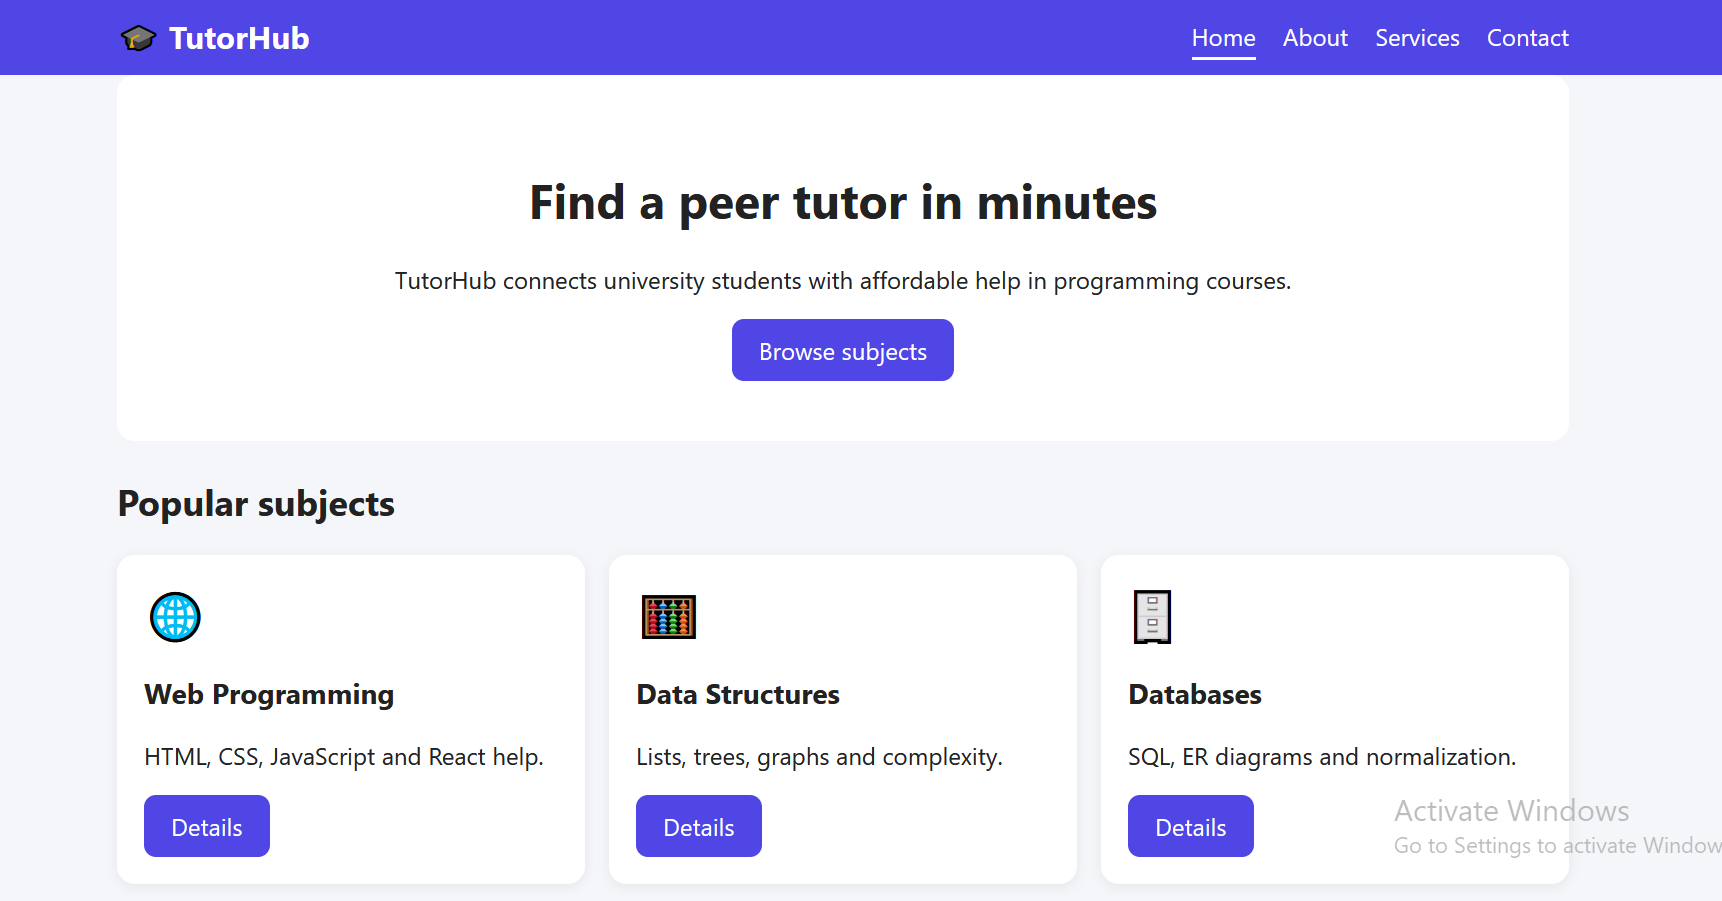 TutorHub
Home About Services Contact
Find a peer tutor in minutes
TutorHub connects university students with affordable help in programming courses.
Browse subjects
Popular subjects
Web Programming
HTML, CSS, JavaScript and React help.
Details
Data Structures
Lists, trees, graphs and complexity.
Details
Databases
SQL, ER diagrams and normalization.
Details
Activate Windows
Go to Settings to activate Window